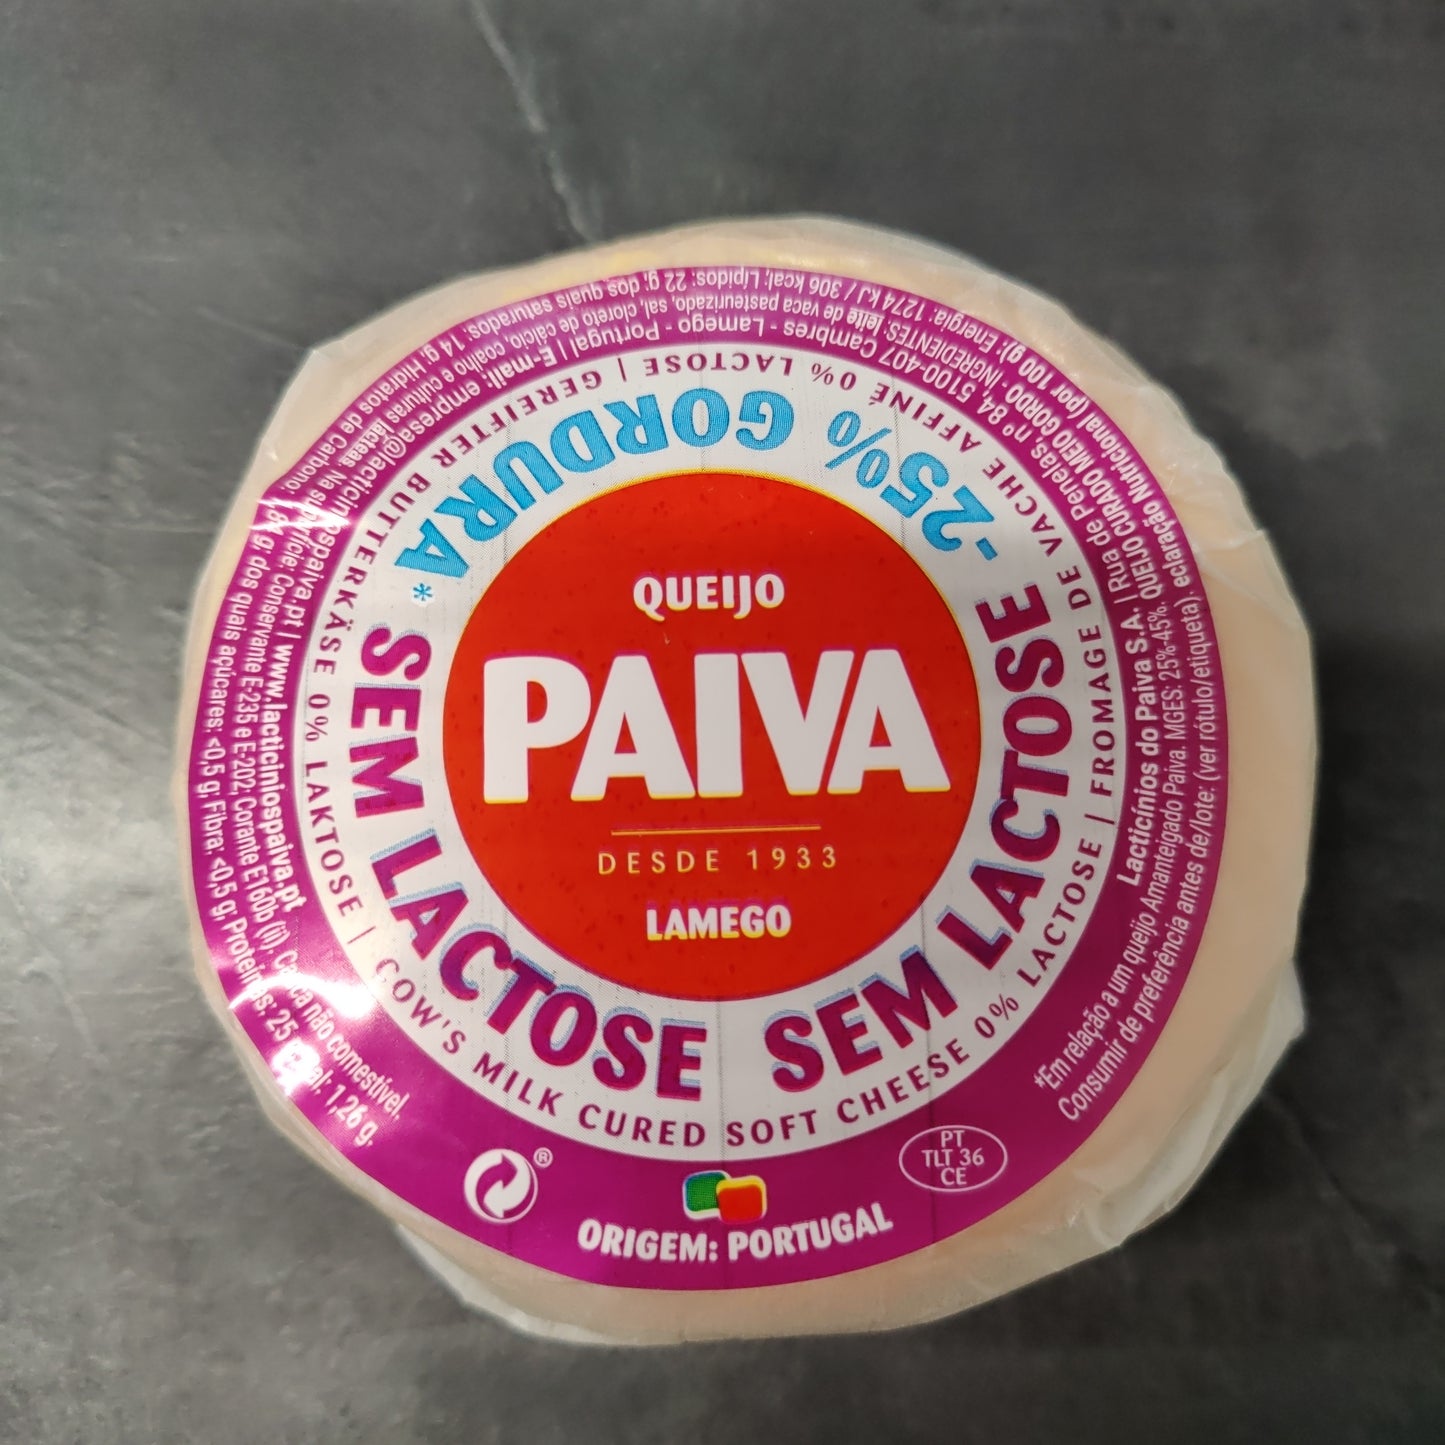 QUEIJO
PAIVA
DESDE 1933
LAMEGO
-25% GORDURA*
SEM LACTOSE
SEM LACTOSE
FROMAGE DE VACHE AFFINÉ 0% LACTOSE | GEREIFTER BUTTERKÄSE 0% LAKTOSE |
COW'S MILK CURED SOFT CHEESE 0% LACTOSE |
Lacticínios do Paiva S.A. | Rua de Penelas, nº 84, 5100-407 Cambres - Lamego - Portugal | E-mail: empresa@lacticiniospaiva.pt | www.lacticiniospaiva.pt
*Em relação a um queijo Amanteigado Paiva. MGES: 25%-45%. QUEIJO CURADO MEIO GORDO - INGREDIENTES: leite de vaca pasteurizado, sal, cloreto de cálcio, coalho e culturas lácteas. Na superfície: Conservante E-235 e E-202; Corante E160b (ii). Casca não comestível.
Consumir de preferência antes de/lote: (ver rótulo/etiqueta). eclaração Nutricional (por 100 g): Energia: 1274 kJ / 306 kcal; Lípidos: 22 g; dos quais saturados: 14 g; Hidratos de Carbono: g; dos quais açúcares: <0,5 g; Fibra: <0,5 g; Proteínas: 25 1,26 g.
®
ORIGEM: PORTUGAL
PT
TLT 36
CE